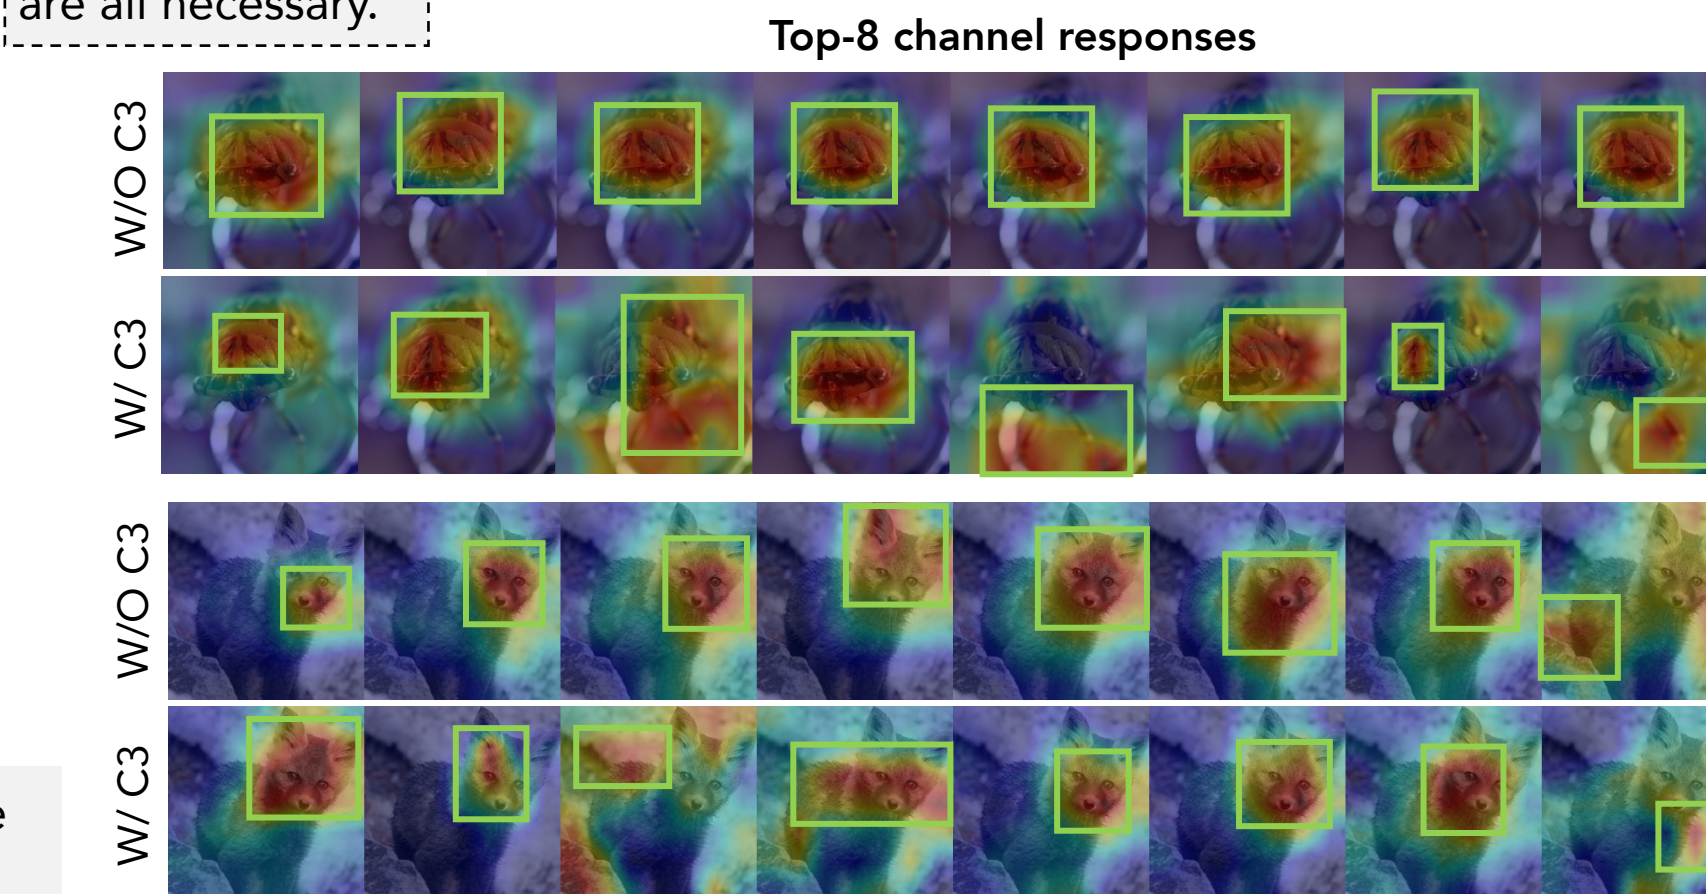 are all necessary.
Top-8 channel responses
W/O C3
W/ C3
W/O C3
W/ C3